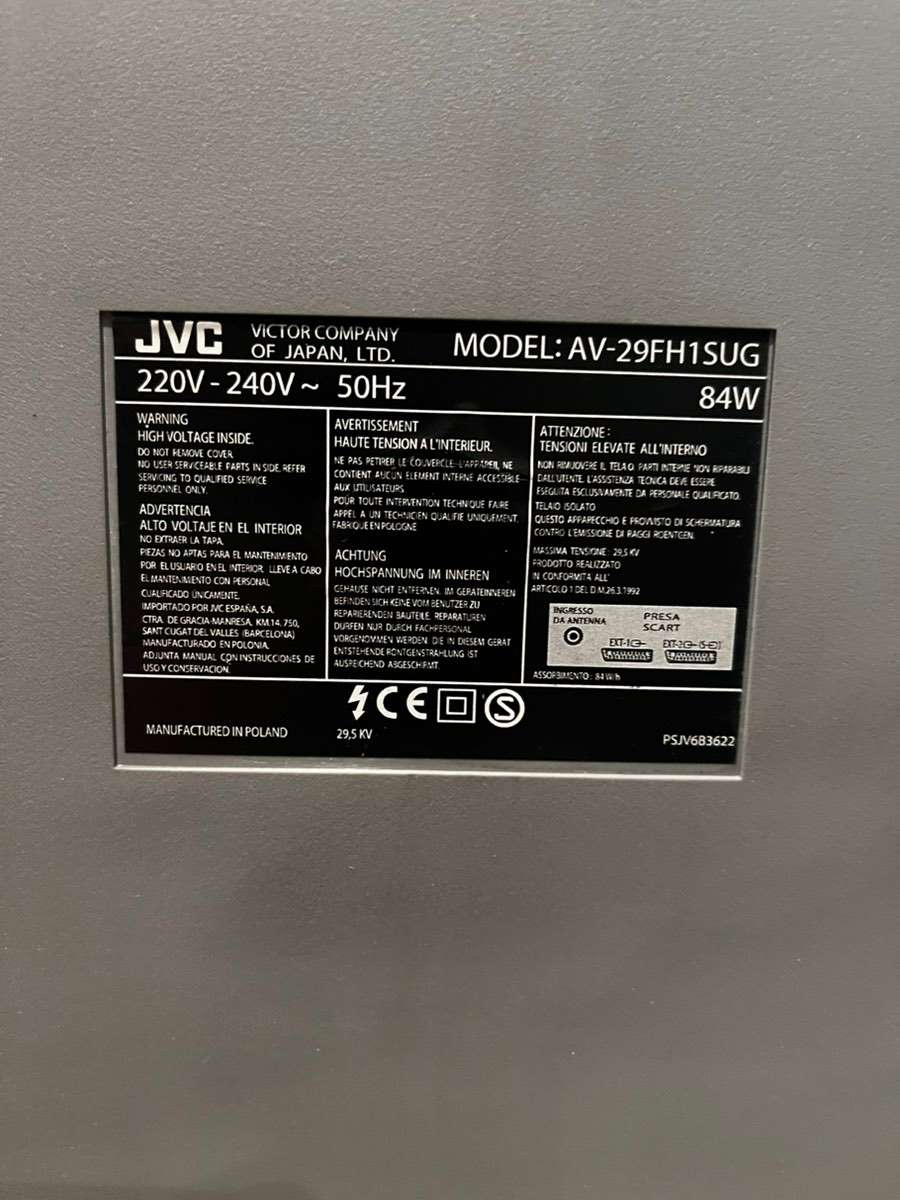 JVC
VICTOR COMPANY
OF JAPAN, LTD.
MODEL: AV-29FH1SUG
220V - 240V ~ 50Hz
84W
WARNING
HIGH VOLTAGE INSIDE.
DO NOT REMOVE COVER.
NO USER SERVICEABLE PARTS INSIDE. REFER
SERVICING TO QUALIFIED SERVICE
PERSONNEL ONLY.
ADVERTENCIA
ALTO VOLTAJE EN EL INTERIOR
NO EXTRAER LA TAPA.
PIEZAS NO APTAS PARA EL MANTENIMIENTO
POR EL USUARIO EN EL INTERIOR. LLEVE A CABO
EL MANTENIMIENTO CON PERSONAL
CUALIFICADO ÚNICAMENTE.
IMPORTADO POR JVC ESPAÑA, S.A.
CTRA. DE GRACIA-MANRESA, KM.14.750,
SANT CUGAT DEL VALLES (BARCELONA)
MANUFACTURADO EN POLONIA.
ADJUNTA MANUAL CON INSTRUCCIONES DE
USO Y CONSERVACION.
AVERTISSEMENT
HAUTE TENSION A L'INTERIEUR.
NE PAS RETIRER LE COUVERCLE-L'APPAREIL NE
CONTIENT AUCUN ELEMENT INTERNE ACCESSIBLE
AUX UTILISATEURS.
POUR TOUTE INTERVENTION TECHNIQUE FAIRE
APPEL A UN TECHNICIEN QUALIFIE UNIQUEMENT.
FABRIQUE EN POLOGNE
ACHTUNG
HOCHSPANNUNG IM INNEREN
GEHAUSE NICHT ENTFERNEN. IM GERATEINNEREN
BEFINDEN SICH KEINE VOM BENUTZER ZU
REPARIERENDEN BAUTEILE. REPARATUREN
DURFEN NUR DURCH FACHPERSONAL
VORGENOMMEN WERDEN. DIE IN DIESEM GERAT
ENTSTEHENDE RONTGENSTRAHLUNG IST
AUSREICHEND ABGESCHIRMT.
ATTENZIONE:
TENSIONI ELEVATE ALL'INTERNO
NON RIMUOVERE IL TELAIO. PARTI INTERNE NON RIPARABILI
DALL'UTENTE. L'ASSISTENZA TECNICA DEVE ESSERE
ESEGUITA ESCLUSIVAMENTE DA PERSONALE QUALIFICATO.
TELAIO ISOLATO
QUESTO APPARECCHIO E PROVVISTO DI SCHERMATURA
CONTRO L'EMISSIONE DI RAGGI ROENTGEN.
MASSIMA TENSIONE: 29,5 KV
PRODOTTO REALIZZATO
IN CONFORMITA ALL'
ARTICOLO 1 DEL D.M.26.3.1992
INGRESSO
DA ANTENNA
PRESA
SCART
EXT-1
EXT-2 (S)
ASSORBIMENTO: 84 W/h
MANUFACTURED IN POLAND
29,5 KV
CE
S
PSJV6B3622